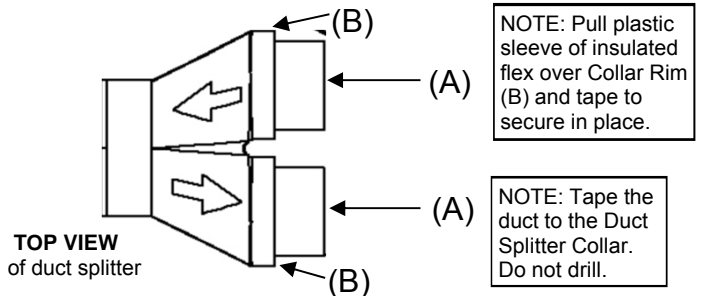 (B)
(A)
(A)
(B)
TOP VIEW
of duct splitter
NOTE: Pull plastic
sleeve of insulated
flex over Collar Rim
(B) and tape to
secure in place.
NOTE: Tape the
duct to the Duct
Splitter Collar.
Do not drill.